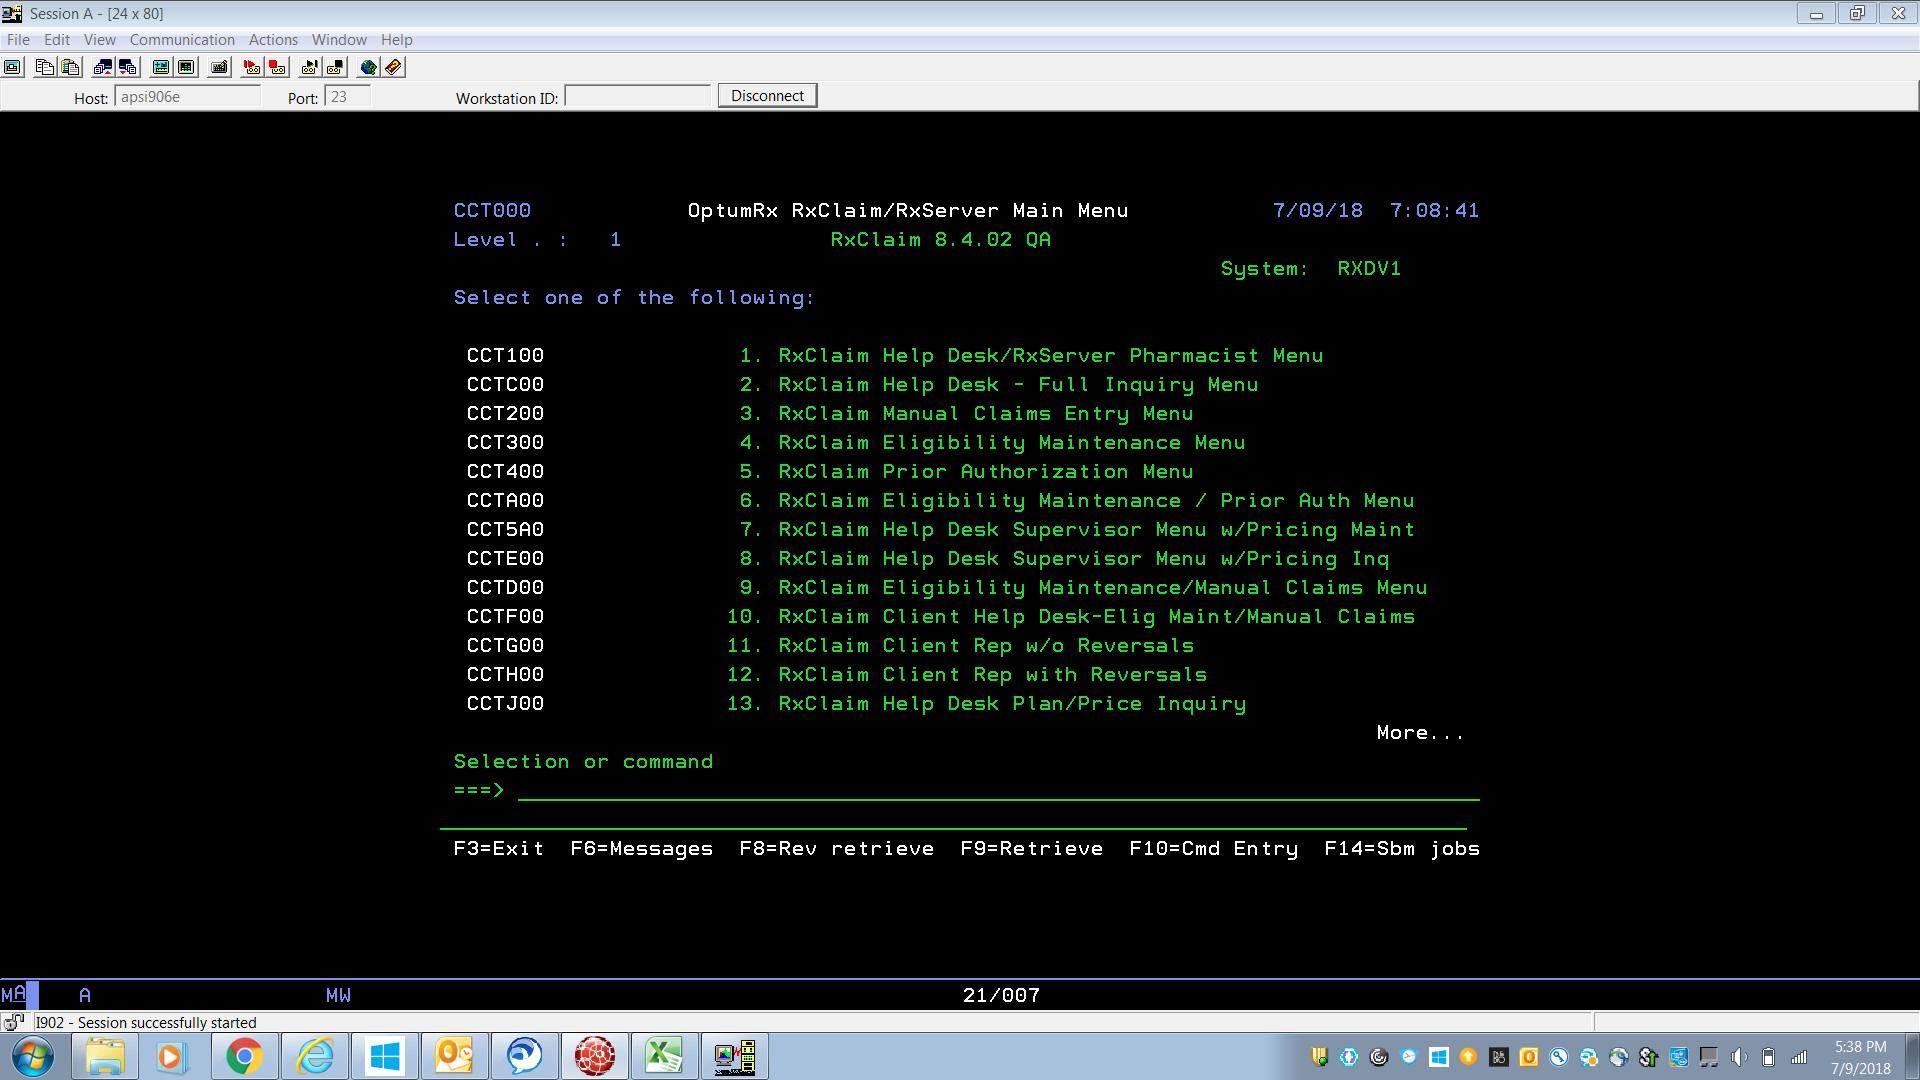 Session A - [24 x 80]
File Edit View Communication Actions Window Help
Host: apsi906e Port: 23 Workstation ID: Disconnect
CCT000 OptumRx RxClaim/RxServer Main Menu 7/09/18 7:08:41
Level . : 1 RxClaim 8.4.02 QA
System: RXDV1
Select one of the following:
CCT100 1. RxClaim Help Desk/RxServer Pharmacist Menu
CCTC00 2. RxClaim Help Desk - Full Inquiry Menu
CCT200 3. RxClaim Manual Claims Entry Menu
CCT300 4. RxClaim Eligibility Maintenance Menu
CCT400 5. RxClaim Prior Authorization Menu
CCTA00 6. RxClaim Eligibility Maintenance / Prior Auth Menu
CCT5A0 7. RxClaim Help Desk Supervisor Menu w/Pricing Maint
CCTE00 8. RxClaim Help Desk Supervisor Menu w/Pricing Inq
CCTD00 9. RxClaim Eligibility Maintenance/Manual Claims Menu
CCTF00 10. RxClaim Client Help Desk-Elig Maint/Manual Claims
CCTG00 11. RxClaim Client Rep w/o Reversals
CCTH00 12. RxClaim Client Rep with Reversals
CCTJ00 13. RxClaim Help Desk Plan/Price Inquiry
More...
Selection or command
===>
F3=Exit F6=Messages F8=Rev retrieve F9=Retrieve F10=Cmd Entry F14=Sbm jobs
MA A MW 21/007
I902 - Session successfully started
5:38 PM
7/9/2018